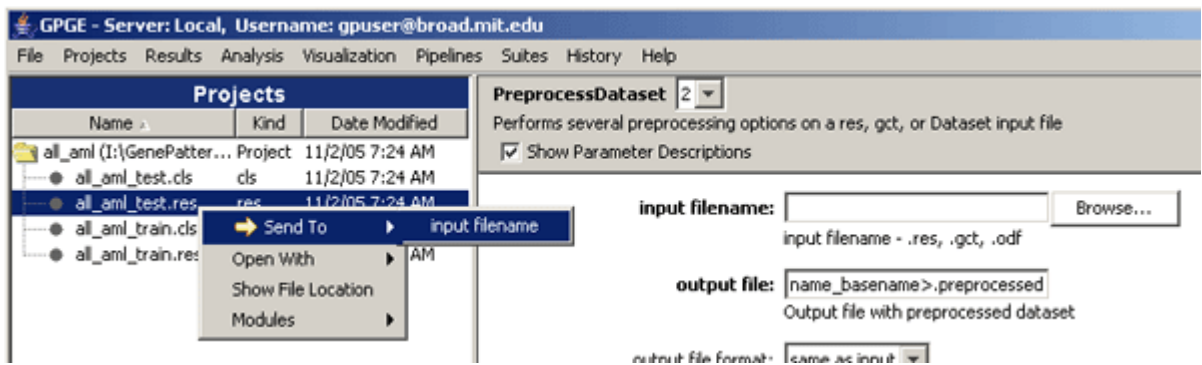 GPGE - Server: Local, Username: gpuser@broad.mit.edu
File Projects Results Analysis Visualization Pipelines Suites History Help
Projects
Name Kind Date Modified
all_aml (I:\GenePatter... Project 11/2/05 7:24 AM
all_aml_test.cls cls 11/2/05 7:24 AM
all_aml_test.res res 11/2/05 7:24 AM
all_aml_train.cls
all_aml_train.res AM
Send To
input filename
Open With
Show File Location
Modules
PreprocessDataset 2
Performs several preprocessing options on a res, gct, or Dataset input file
Show Parameter Descriptions
input filename: Browse...
input filename - .res, .gct, .odf
output file: name_basename>.preprocessed
Output file with preprocessed dataset
output file format: same as input